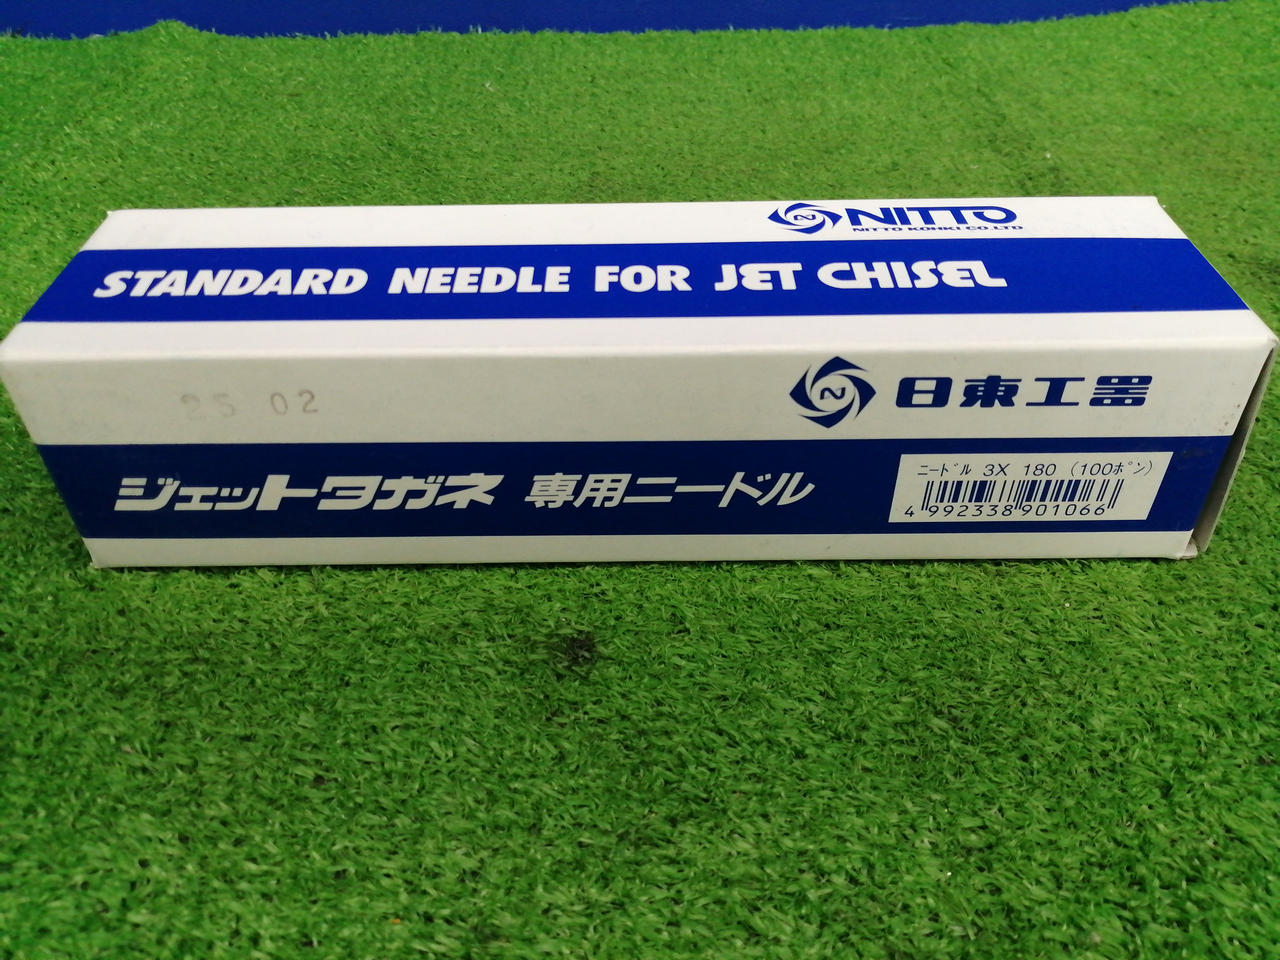 NITTO
NITTO KOHKI CO.,LTD
STANDARD NEEDLE FOR JET CHISEL
日東工器
25 02
ジェットタガネ 専用ニードル
ﾆｰﾄﾞﾙ 3X 180 (100ﾎﾟﾝ)
4 992338 901066